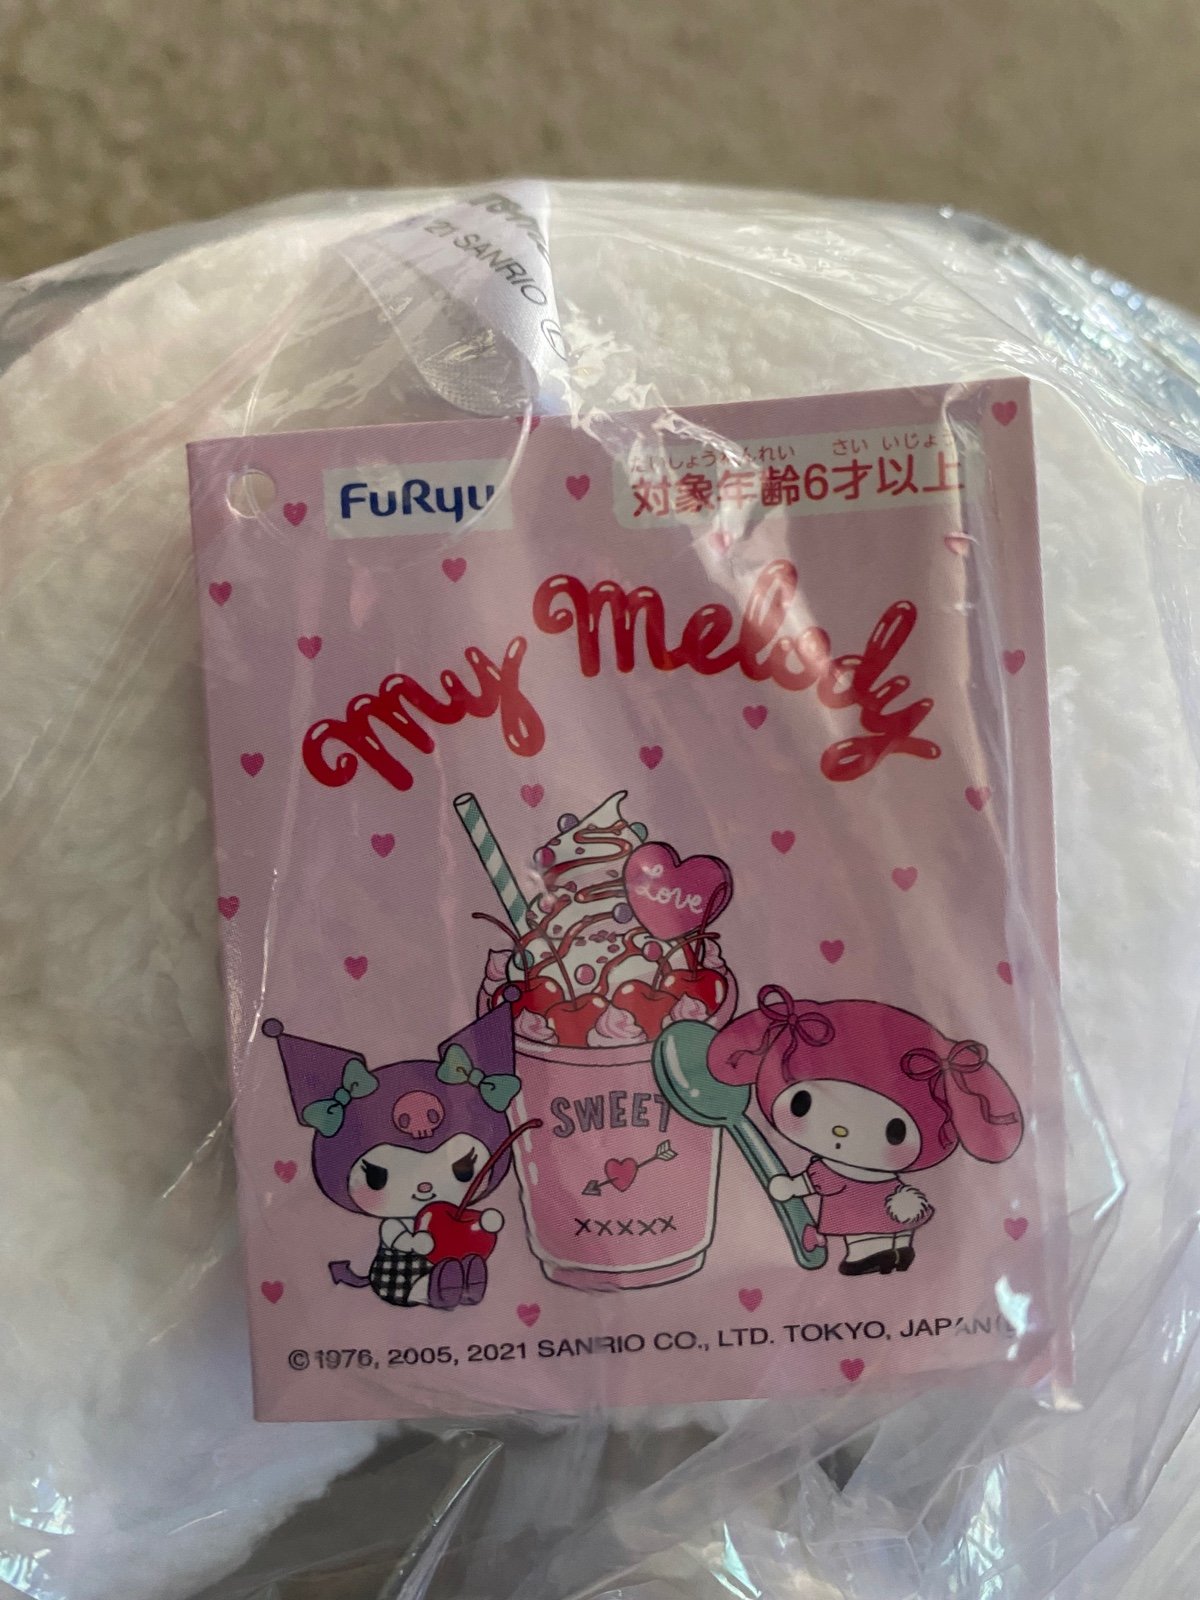 '21 SANRIO
FuRyu
たいしょうねんれい さい いじょう
対象年齢6才以上
My Melody
Love
SWEET
XXXXX
©1976, 2005, 2021 SANRIO CO., LTD. TOKYO, JAPAN